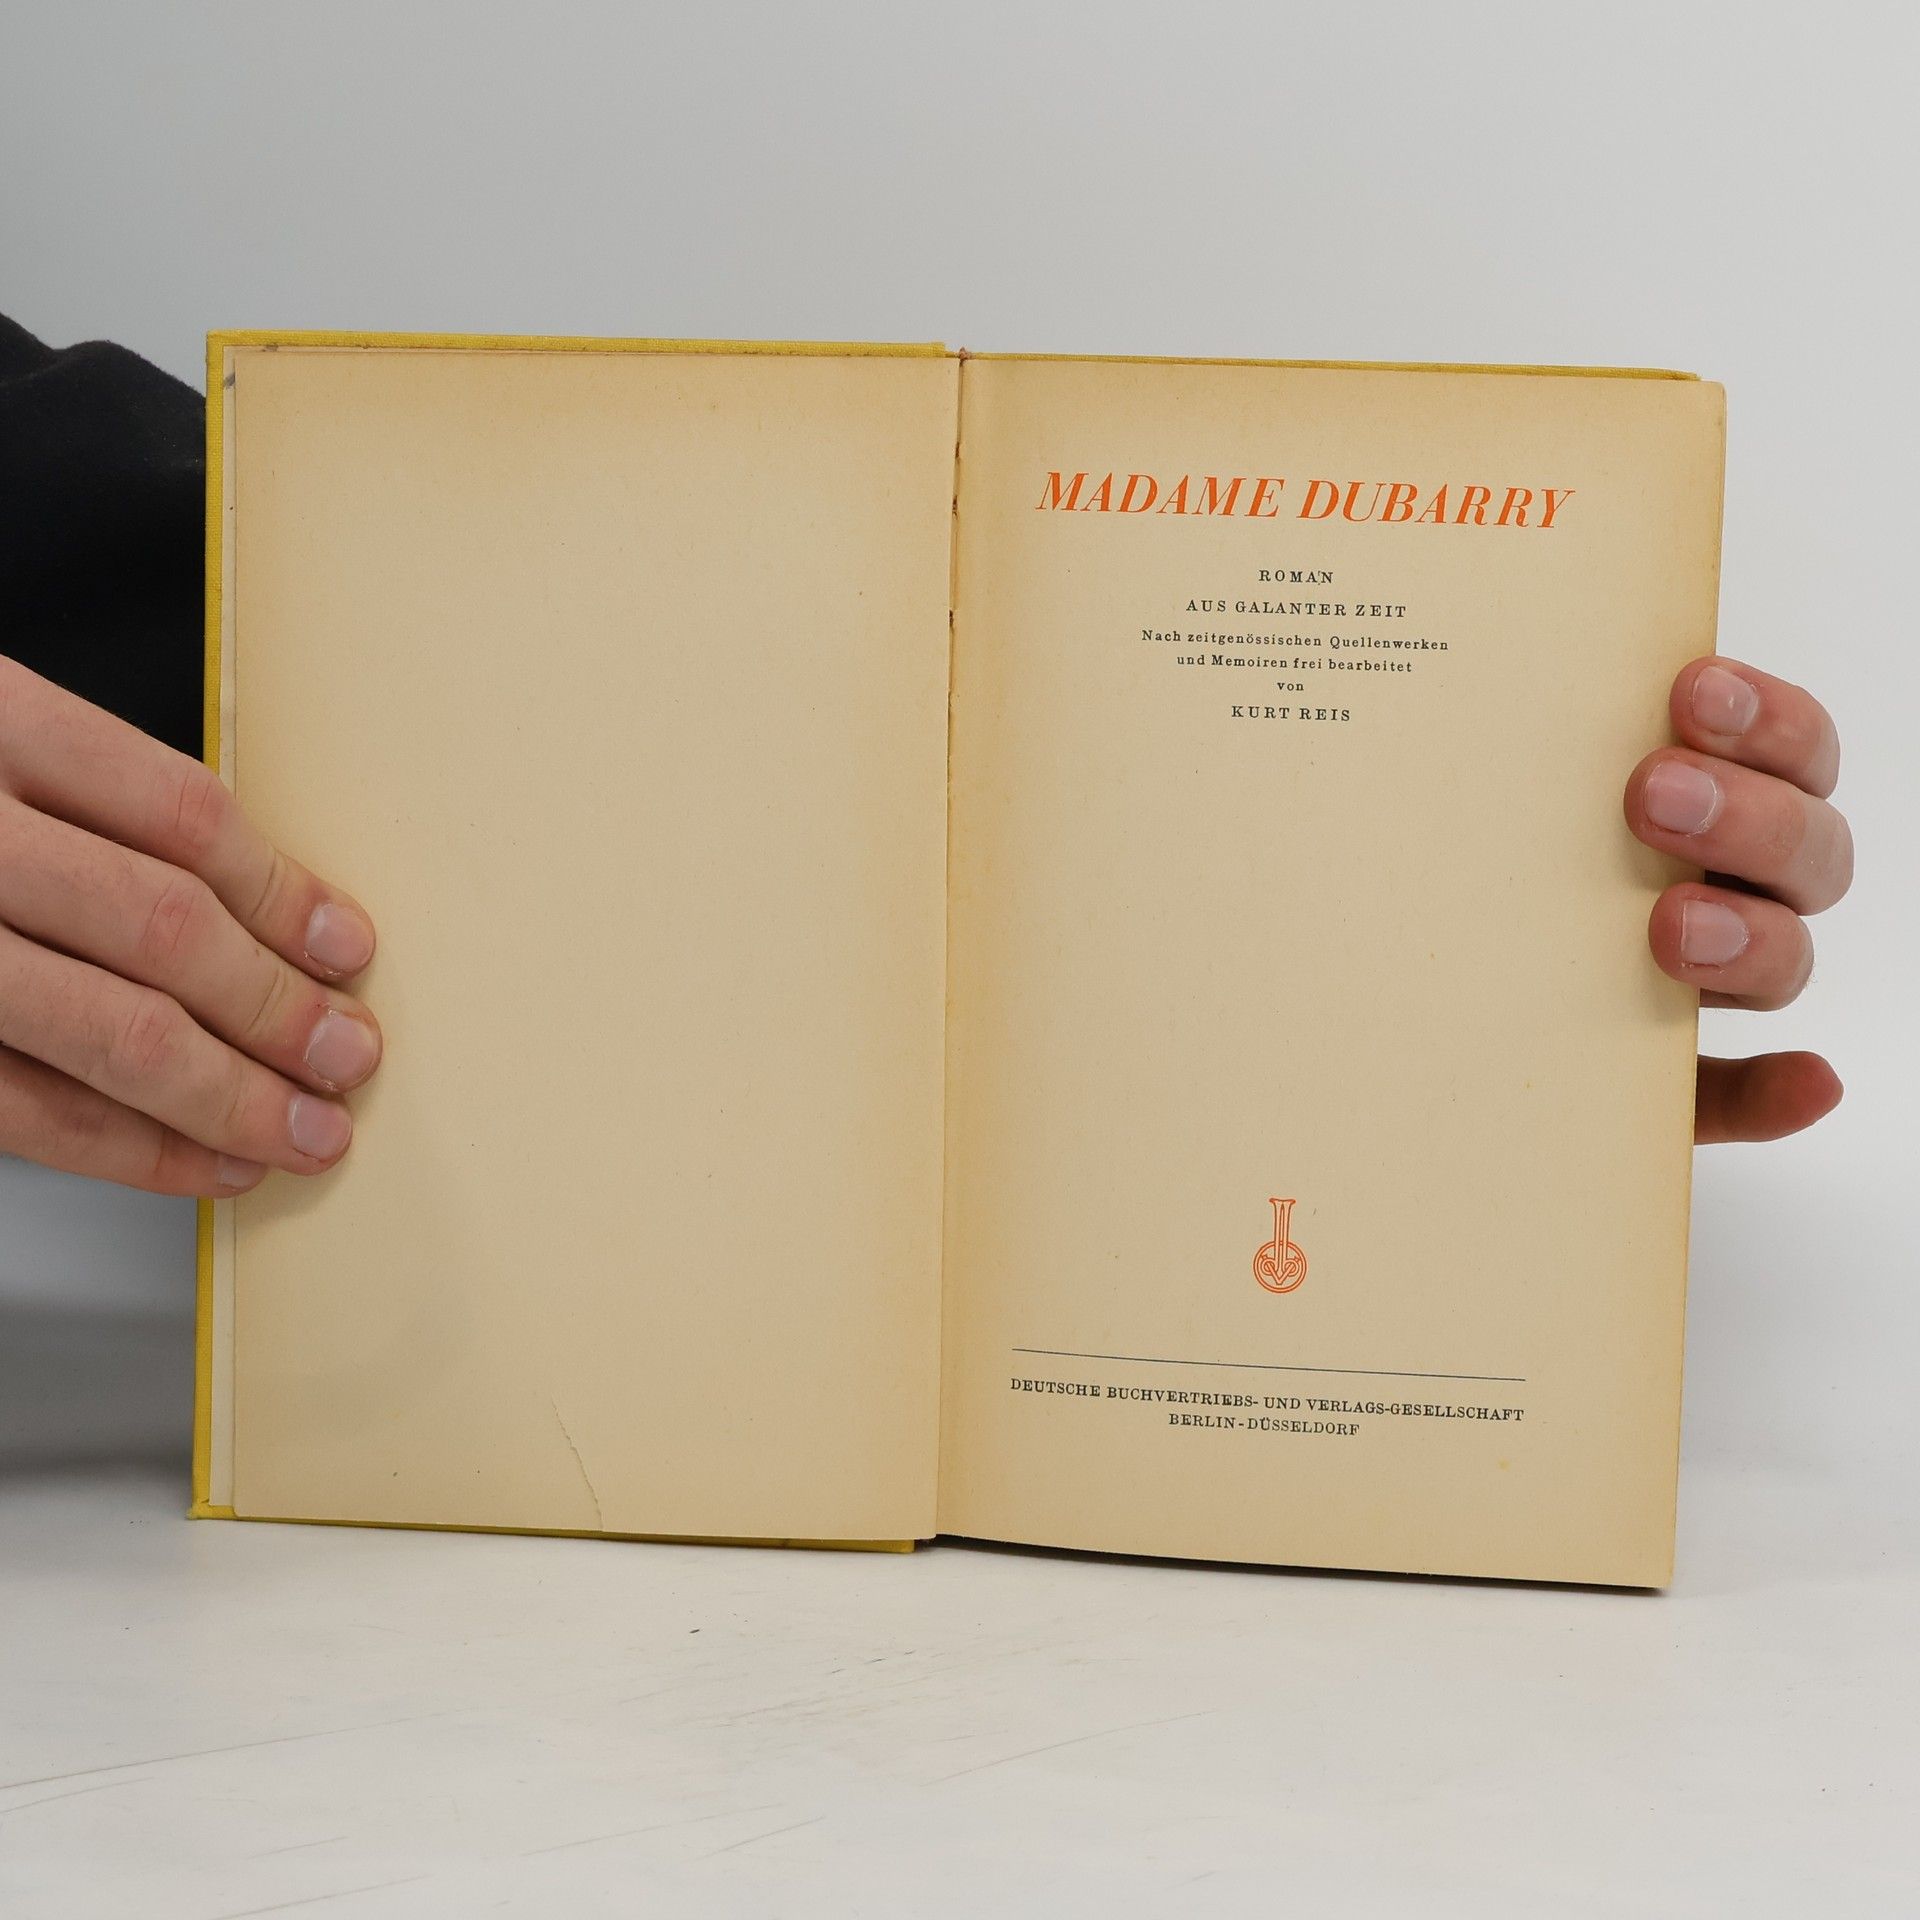 MADAME DUBARRY
ROMAN
AUS GALANTER ZEIT
Nach zeitgenössischen Quellenwerken
und Memoiren frei bearbeitet
von
KURT REIS
DEUTSCHE BUCHVERTRIEBS- UND VERLAGS-GESELLSCHAFT
BERLIN-DÜSSELDORF